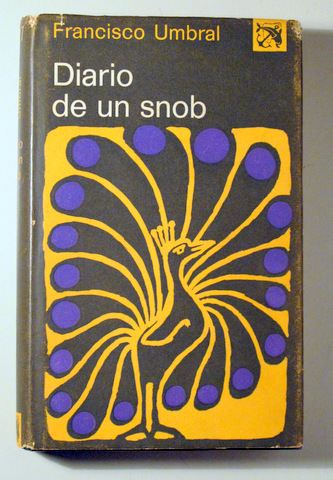 Francisco Umbral
Diario
de un snob